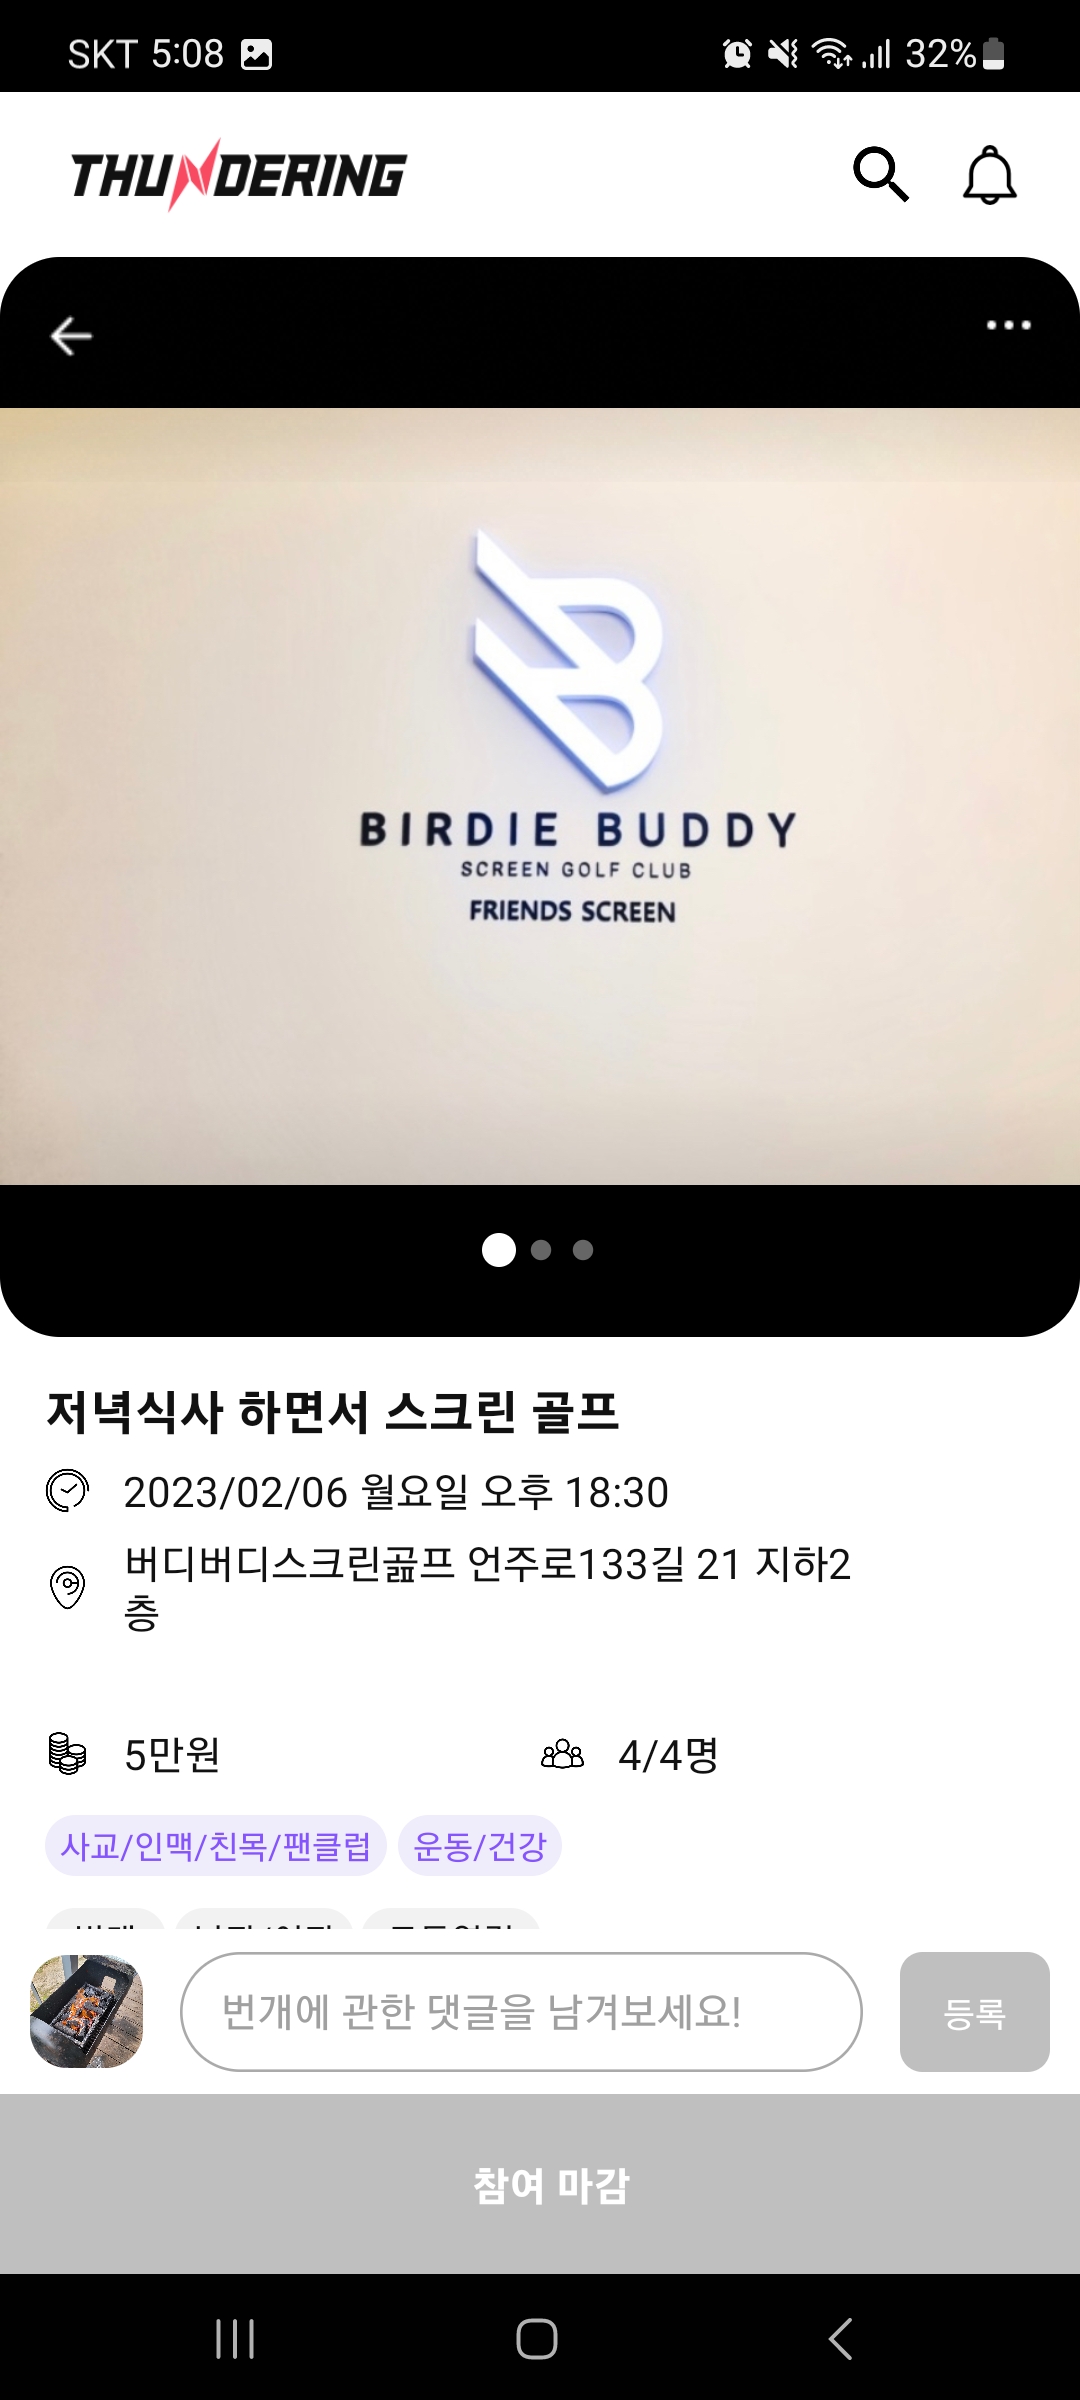 SKT 5:08
32%
THUNDERING
BIRDIE BUDDY
SCREEN GOLF CLUB
FRIENDS SCREEN
저녁식사 하면서 스크린 골프
2023/02/06 월요일 오후 18:30
버디버디스크린곪프 언주로133길 21 지하2
층
5만원
4/4명
사교/인맥/친목/팬클럽
운동/건강
번개에 관한 댓글을 남겨보세요!
등록
참여 마감